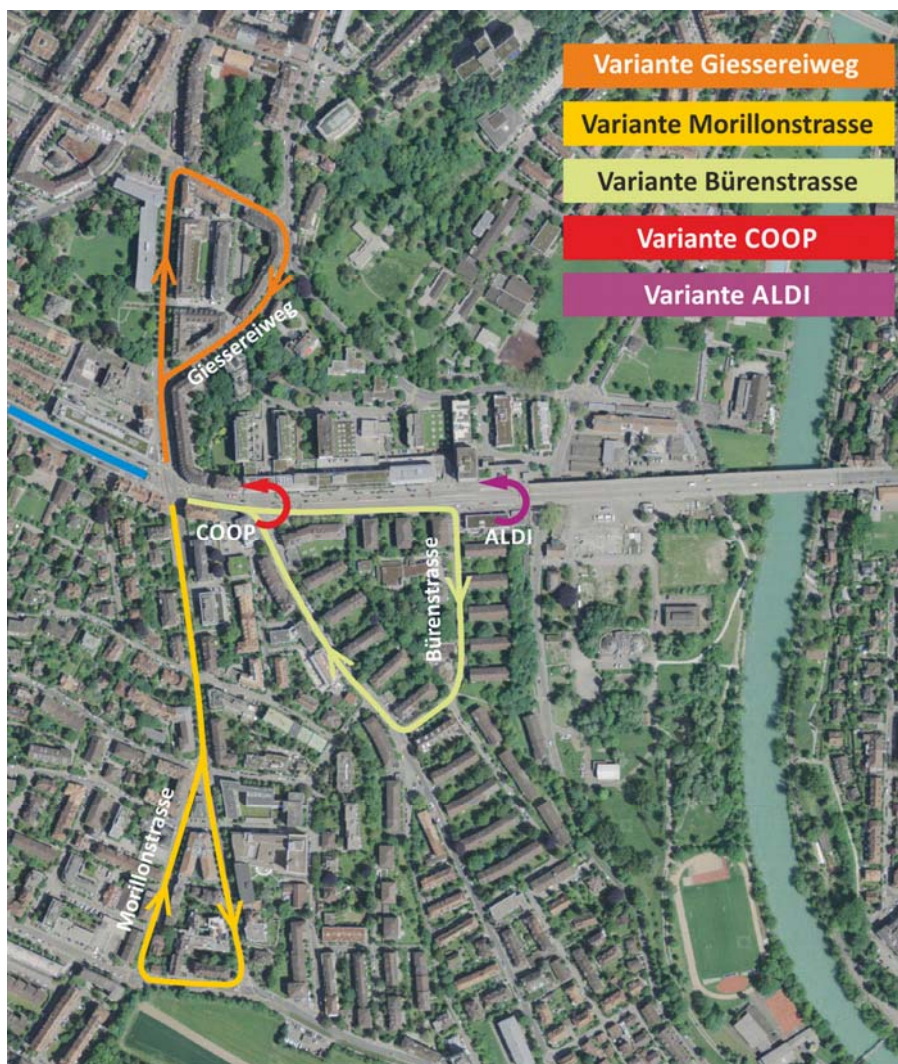 Variante Giessereiweg
Variante Morillonstrasse
Variante Bürenstrasse
Variante COOP
Variante ALDI
Giessereiweg
COOP
ALDI
Bürenstrasse
Morillonstrasse